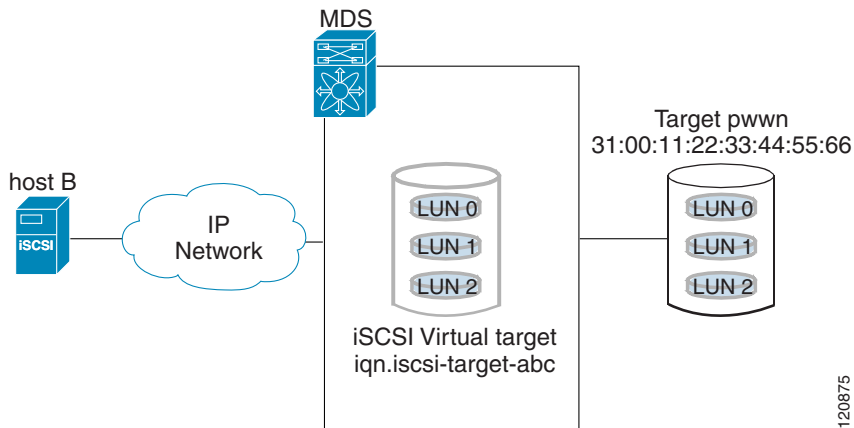 MDS
Target pwwn
31:00:11:22:33:44:55:66
host B
iSCSI
IP
Network
LUN 0
LUN 1
LUN 2
iSCSI Virtual target
iqn.iscsi-target-abc
LUN 0
LUN 1
LUN 2
120875